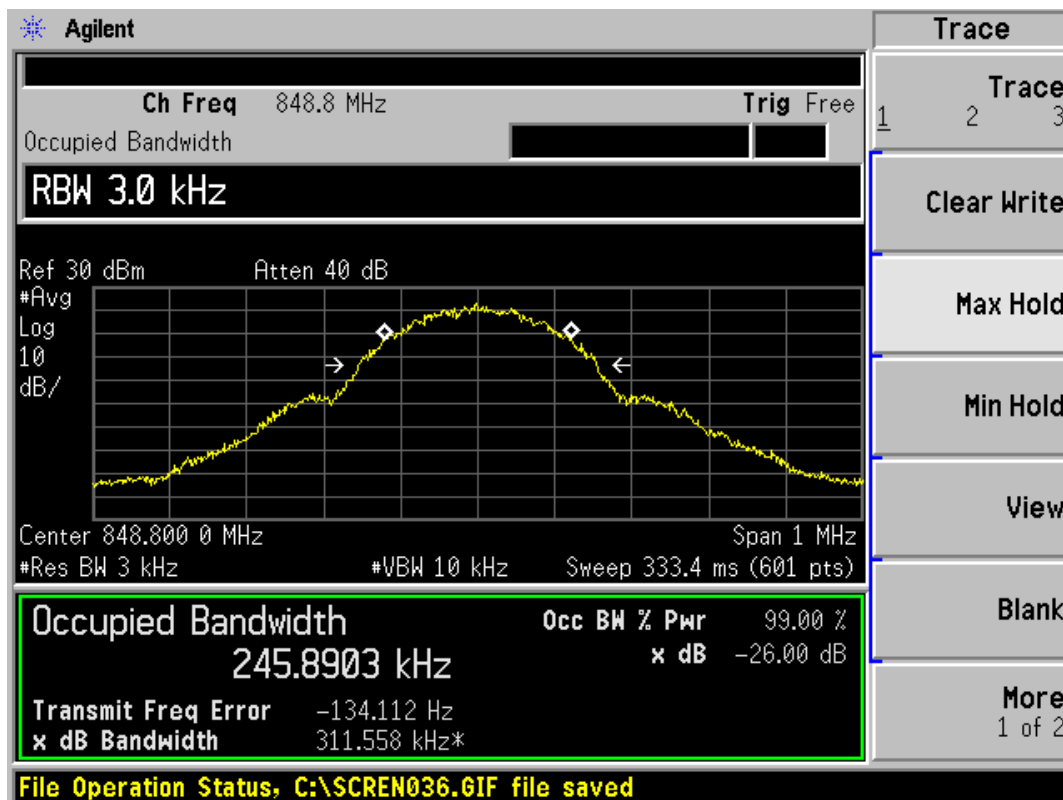 Agilent
Trace
Ch Freq 848.8 MHz Trig Free
Occupied Bandwidth
RBW 3.0 kHz
Ref 30 dBm Atten 40 dB
#Avg
Log
10
dB/
Center 848.800 0 MHz Span 1 MHz
#Res BW 3 kHz #VBW 10 kHz Sweep 333.4 ms (601 pts)
Occupied Bandwidth
245.8903 kHz
Occ BW % Pwr 99.00 %
x dB -26.00 dB
Transmit Freq Error -134.112 Hz
x dB Bandwidth 311.558 kHz*
File Operation Status, C:\SCREN036.GIF file saved
Trace
1 2 3
Clear Write
Max Hold
Min Hold
View
Blank
More
1 of 2